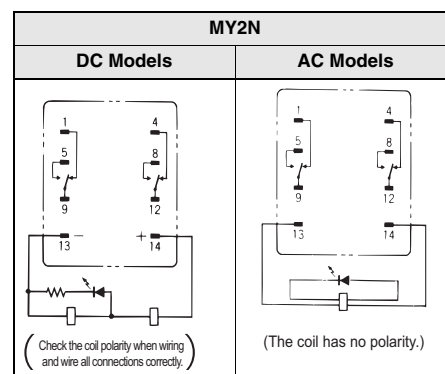 MY2N
DC Models AC Models
1 4
5 8
9 12
13 − + 14
Check the coil polarity when wiring
and wire all connections correctly.
1 4
5 8
9 12
13 14
(The coil has no polarity.)